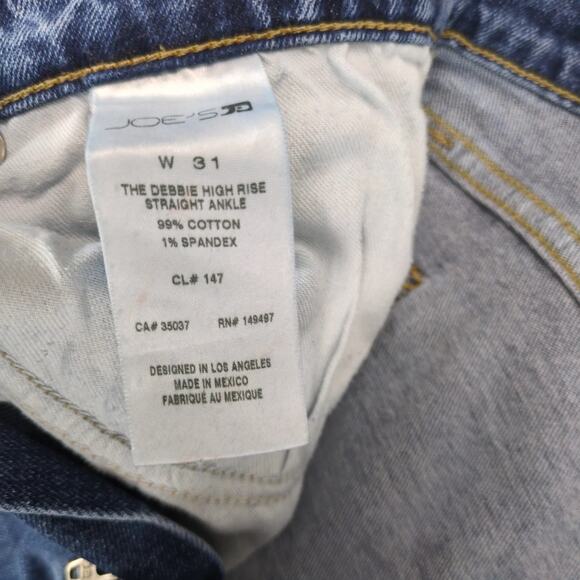 JOE'S
W 31
THE DEBBIE HIGH RISE
STRAIGHT ANKLE
99% COTTON
1% SPANDEX
CL# 147
CA# 35037 RN# 149497
DESIGNED IN LOS ANGELES
MADE IN MEXICO
FABRIQUÉ AU MEXIQUE